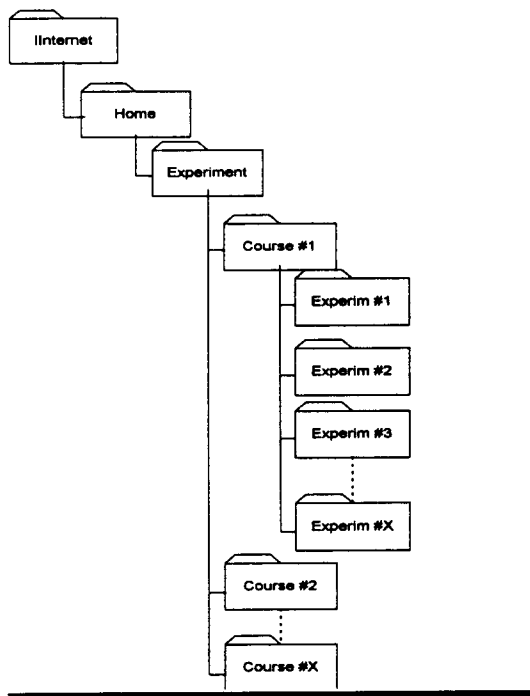 IInternet
Home
Experiment
Course #1
Experim #1
Experim #2
Experim #3
Experim #X
Course #2
Course #X